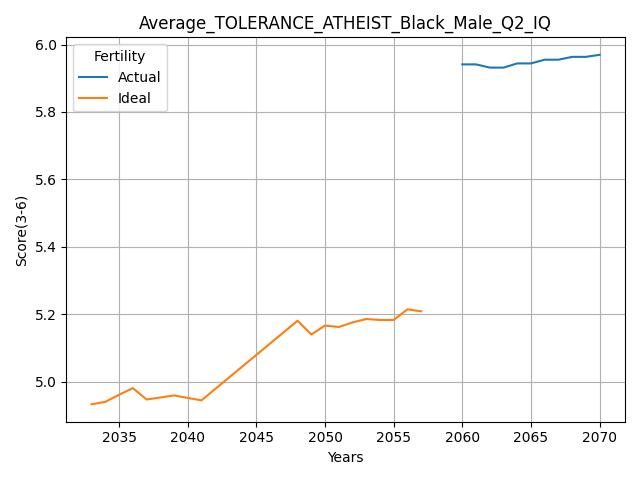 Average_TOLERANCE_ATHEIST_Black_Male_Q2_IQ
Fertility
Actual
Ideal
Score(3-6)
6.0
5.8
5.6
5.4
5.2
5.0
2035 2040 2045 2050 2055 2060 2065 2070
Years